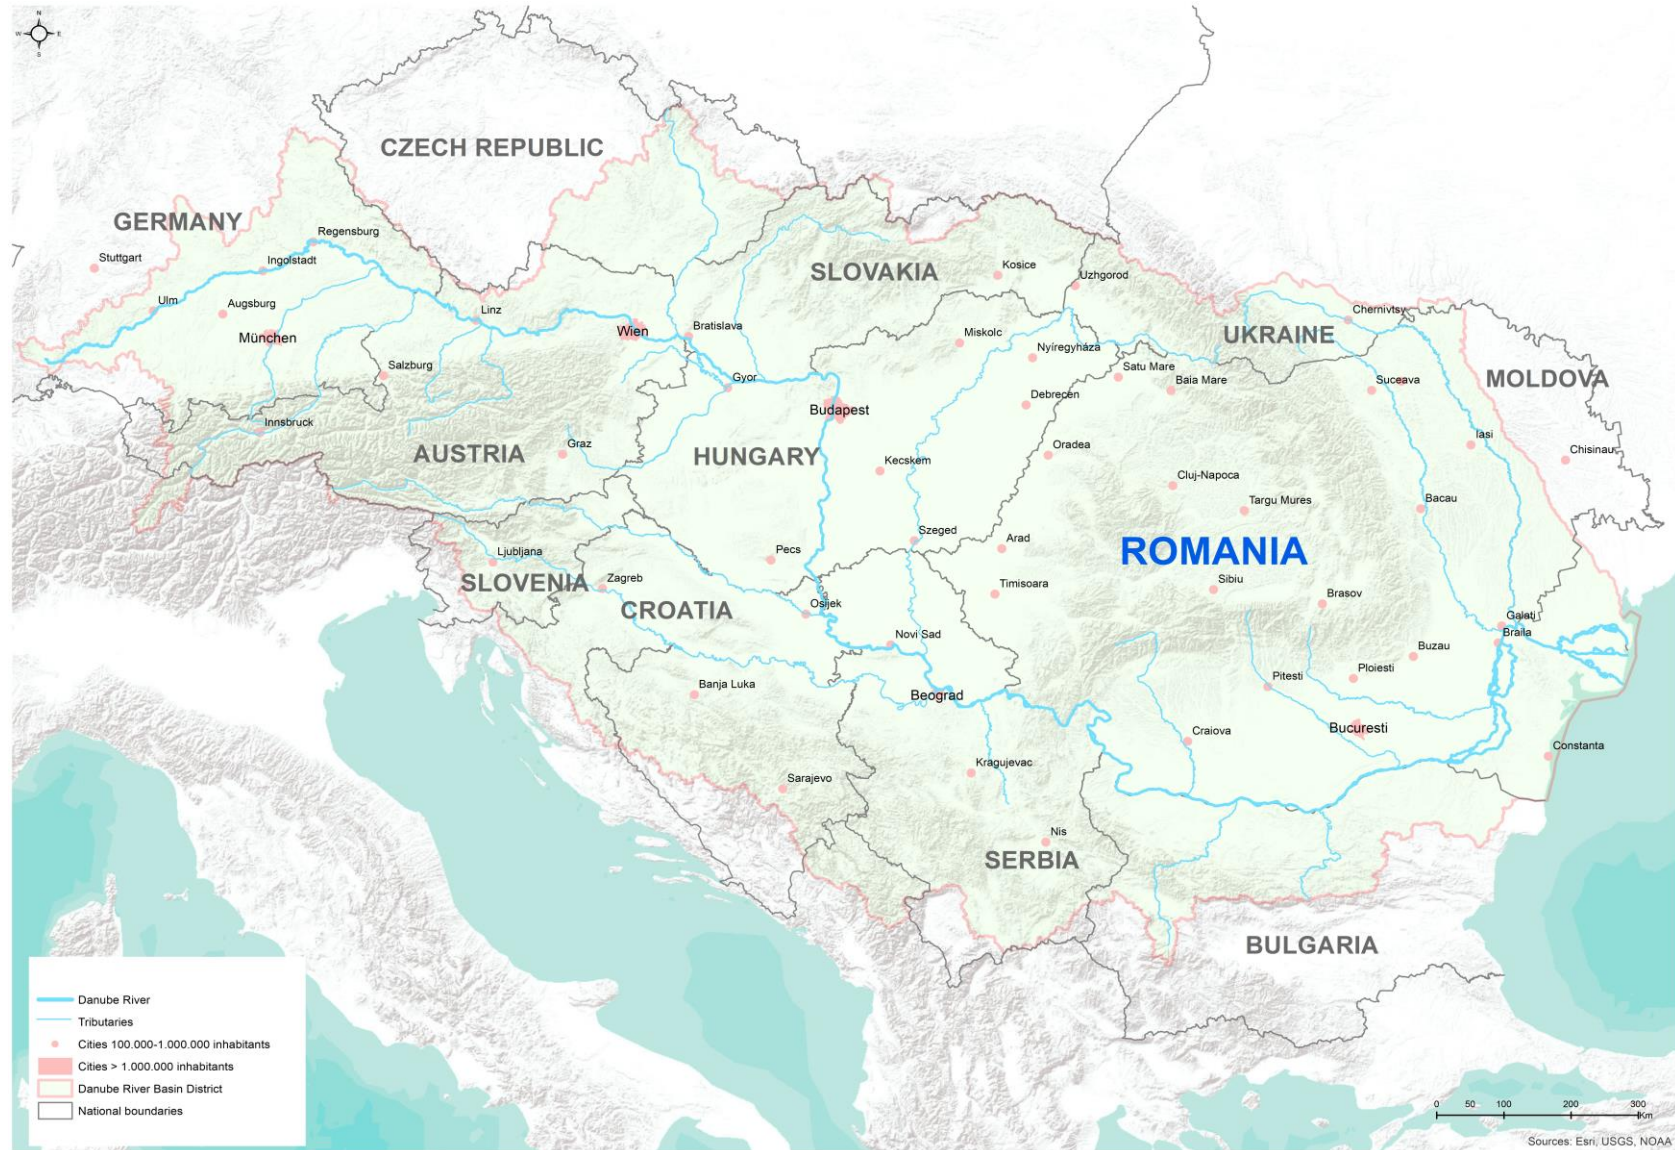 N
W E
S
CZECH REPUBLIC
GERMANY
Regensburg
Stuttgart
Ingolstadt
SLOVAKIA
Kosice
Uzhgorod
Ulm
Augsburg
Linz
Chernivtsy
München
Wien
Bratislava
Miskolc
UKRAINE
Nyíregyháza
Salzburg
Satu Mare
Baia Mare
Suceava
MOLDOVA
Gyor
Debrecen
Budapest
Innsbruck
Iasi
Graz
Oradea
Chisinau
AUSTRIA
HUNGARY
Kecskem
Cluj-Napoca
Targu Mures
Bacau
Szeged
Arad
ROMANIA
Pecs
Ljubljana
SLOVENIA
Zagreb
Timisoara
Sibiu
Brasov
CROATIA
Osijek
Galati
Novi Sad
Braila
Buzau
Ploiesti
Pitesti
Banja Luka
Beograd
Bucuresti
Craiova
Constanta
Kragujevac
Sarajevo
Nis
SERBIA
BULGARIA
Danube River
Tributaries
Cities 100.000-1.000.000 inhabitants
Cities > 1.000.000 inhabitants
Danube River Basin District
National boundaries
0 50 100 200 300
Km
Sources: Esri, USGS, NOAA